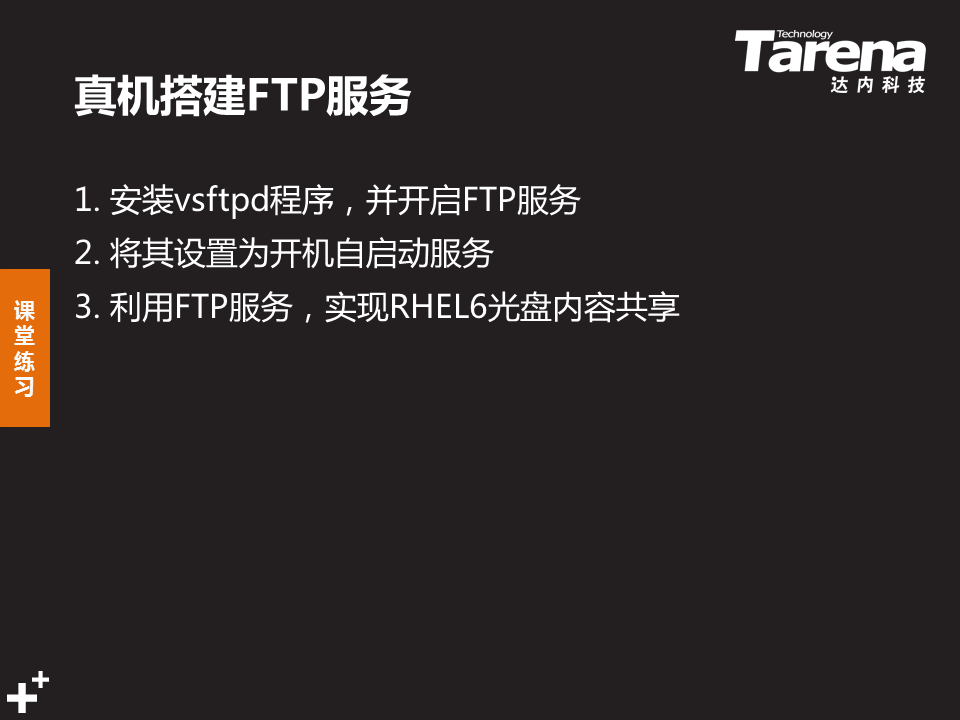 Technology
Tarena
达内科技
真机搭建FTP服务
1. 安装vsftpd程序，并开启FTP服务
2. 将其设置为开机自启动服务
3. 利用FTP服务，实现RHEL6光盘内容共享
课
堂
练
习